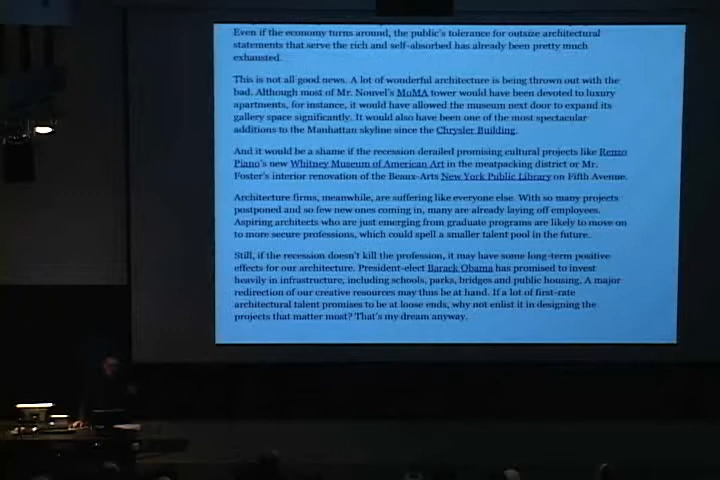 Even if the economy turns around, the public's tolerance for outsize architectural
statements that serve the rich and self-absorbed has already been pretty much
exhausted.
This is not all good news. A lot of wonderful architecture is being thrown out with the
bad. Although most of Mr. Nouvel's MoMA tower would have been devoted to luxury
apartments, for instance, it would have allowed the museum next door to expand its
gallery space significantly. It would also have been one of the most spectacular
additions to the Manhattan skyline since the Chrysler Building.
And it would be a shame if the recession derailed promising cultural projects like Renzo
Piano's new Whitney Museum of American Art in the meatpacking district or Mr.
Foster's interior renovation of the Beaux-Arts New York Public Library on Fifth Avenue.
Architecture firms, meanwhile, are suffering like everyone else. With so many projects
postponed and so few new ones coming in, many are already laying off employees.
Aspiring architects who are just emerging from graduate programs are likely to move on
to more secure professions, which could spell a smaller talent pool in the future.
Still, if the recession doesn't kill the profession, it may have some long-term positive
effects for our architecture. President-elect Barack Obama has promised to invest
heavily in infrastructure, including schools, parks, bridges and public housing. A major
redirection of our creative resources may thus be at hand. If a lot of first-rate
architectural talent promises to be at loose ends, why not enlist it in designing the
projects that matter most? That's my dream anyway.